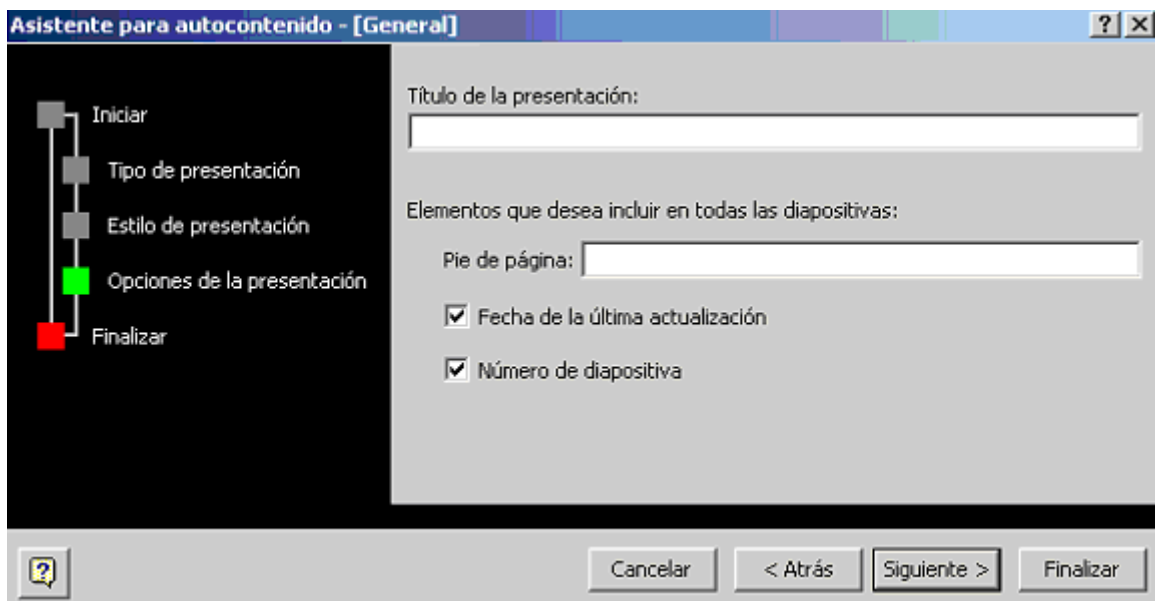 Asistente para autocontenido - [General]
Iniciar
Tipo de presentación
Estilo de presentación
Opciones de la presentación
Finalizar
Título de la presentación:
Elementos que desea incluir en todas las diapositivas:
Pie de página:
Fecha de la última actualización
Número de diapositiva
Cancelar
< Atrás
Siguiente >
Finalizar